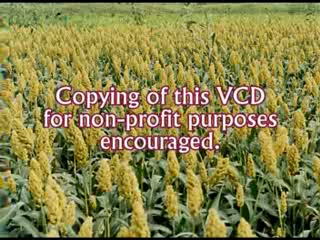 Copying of this VCD
for non-profit purposes
encouraged.